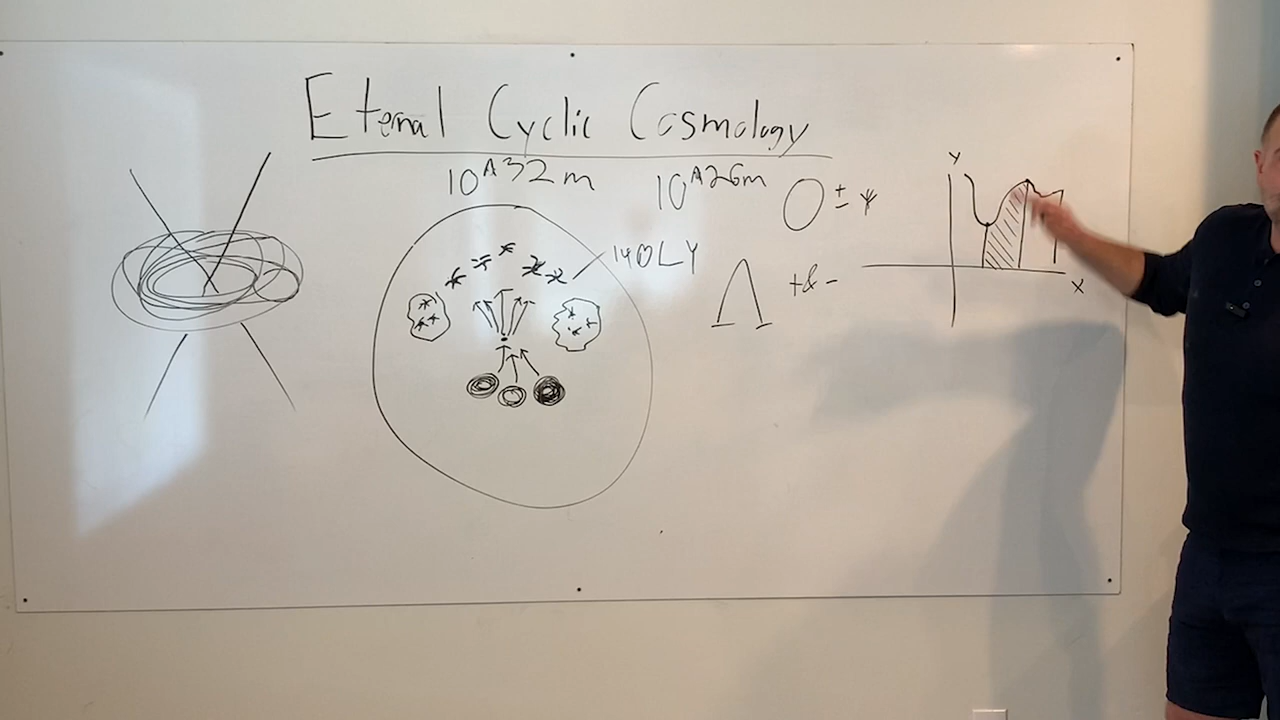 Eternal Cyclic Cosmology
10^32m 10^26m
0 ±
140LY
Λ +&-
y
x